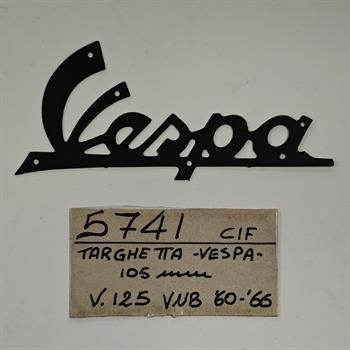 Vespa
5741 CIF
TARGHETTA -VESPA-
105 mm
V. 125 VNB '60-'66